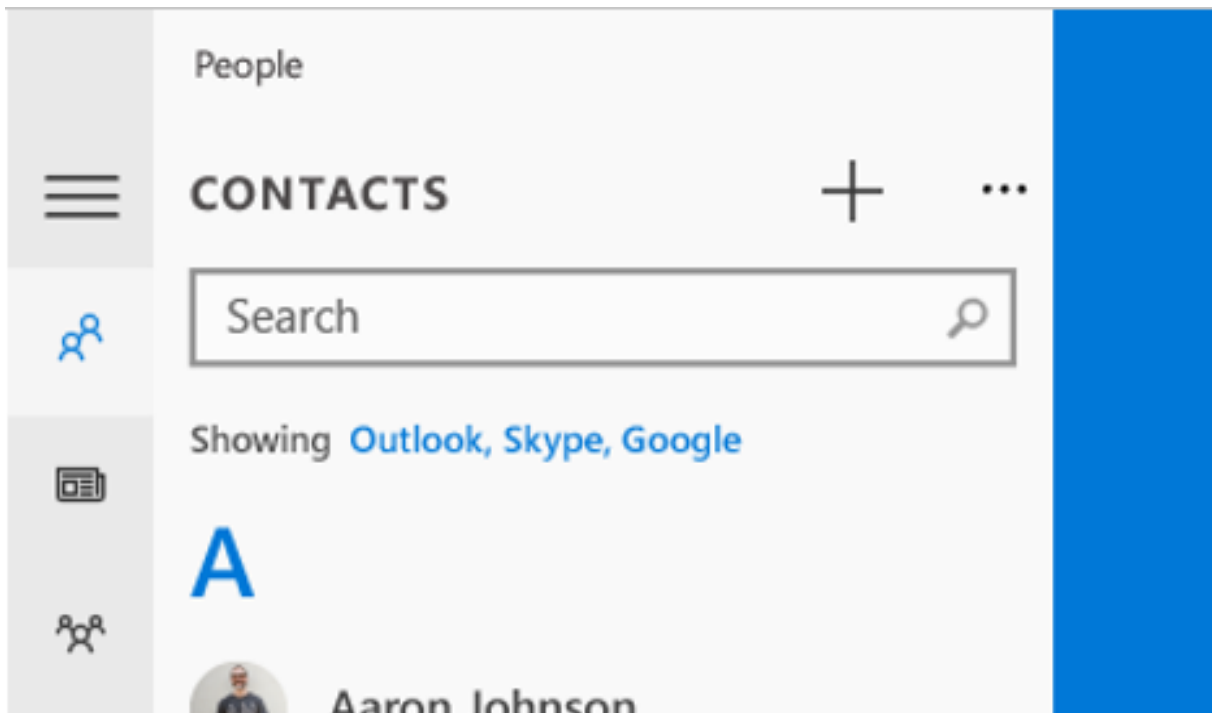 People
CONTACTS
Search
Showing Outlook, Skype, Google
A
Aaron Johnson